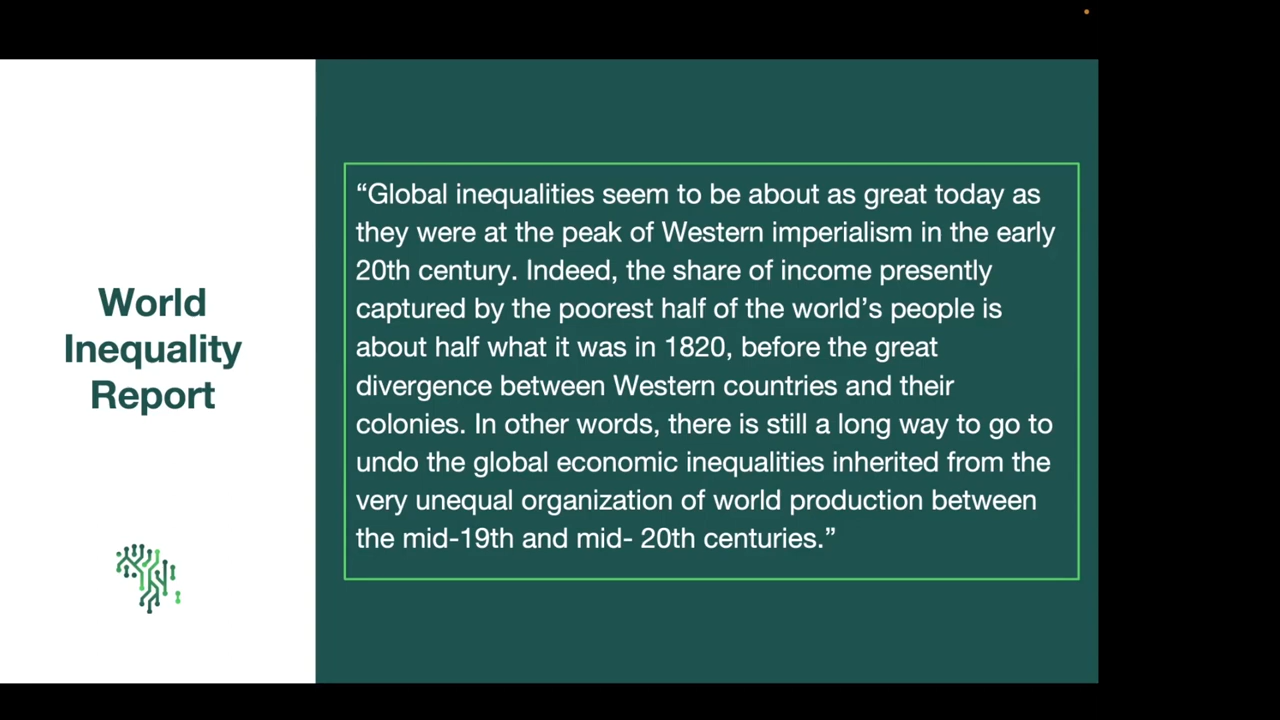 World
Inequality
Report
“Global inequalities seem to be about as great today as
they were at the peak of Western imperialism in the early
20th century. Indeed, the share of income presently
captured by the poorest half of the world’s people is
about half what it was in 1820, before the great
divergence between Western countries and their
colonies. In other words, there is still a long way to go to
undo the global economic inequalities inherited from the
very unequal organization of world production between
the mid-19th and mid- 20th centuries.”